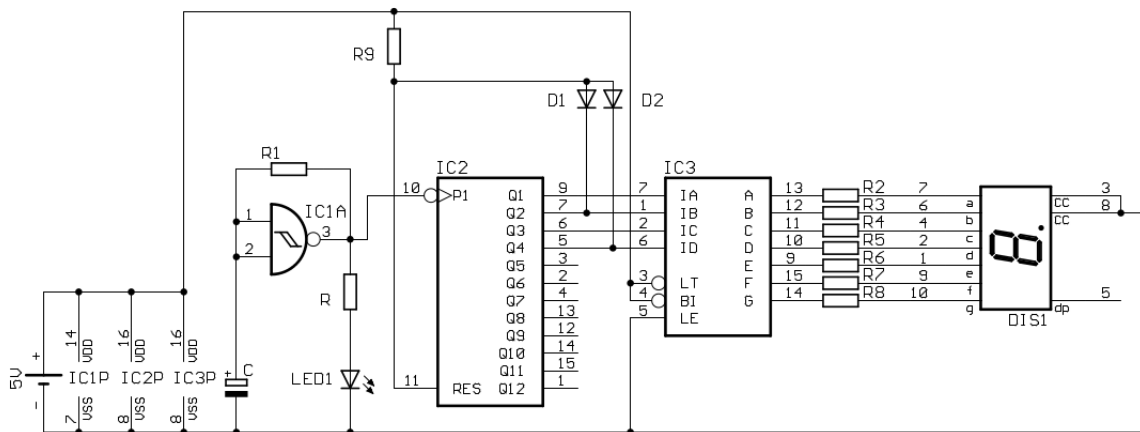 R9
D1 D2
R1 IC2 IC3
10 P1 Q1 9 7 IA A 13 R2 7 a CC 3
1 IC1A Q2 7 1 IB B 12 R3 6 b CC 8
2 3 Q3 6 2 IC C 11 R4 4 c
Q4 5 6 ID D 10 R5 2 d
Q5 3 E 9 R6 1 e
R Q6 2 3 LT F 15 R7 9 f
Q7 4 4 BI G 14 R8 10 g dp 5
Q8 13 5 LE DIS1
Q9 12
Q10 14
Q11 15
11 RES Q12 1
14 VDD 16 VDD 16 VDD
5V + IC1P IC2P IC3P + C LED1
-
7 VSS 8 VSS 8 VSS